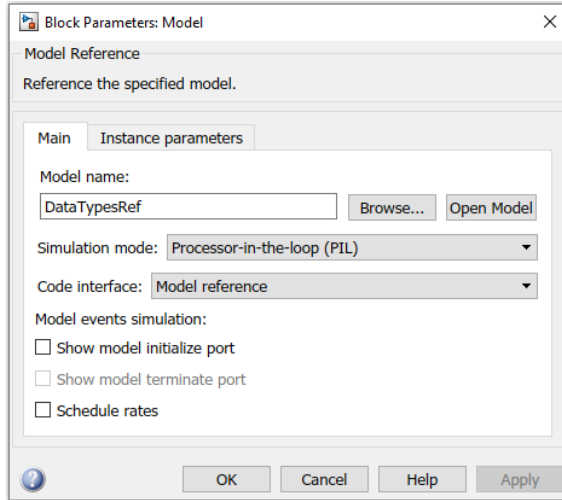 Block Parameters: Model
Model Reference
Reference the specified model.
Main Instance parameters
Model name:
DataTypesRef Browse... Open Model
Simulation mode: Processor-in-the-loop (PIL)
Code interface: Model reference
Model events simulation:
Show model initialize port
Show model terminate port
Schedule rates
? OK Cancel Help Apply